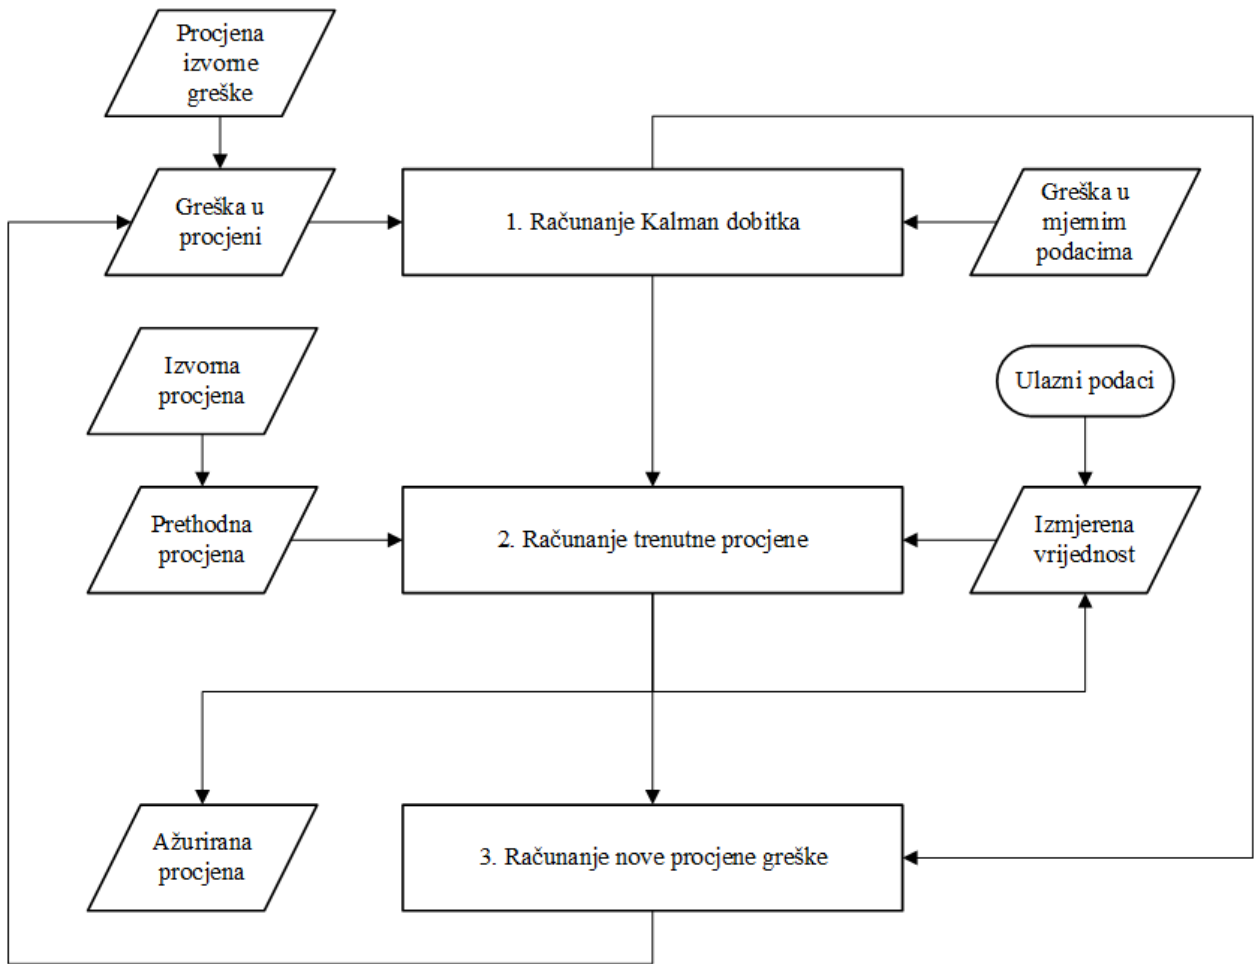 Procjena
izvorne
greške
Greška u
procjeni
1. Računanje Kalman dobitka
Greška u
mjernim
podacima
Izvorna
procjena
Ulazni podaci
Prethodna
procjena
2. Računanje trenutne procjene
Izmjerena
vrijednost
Ažurirana
procjena
3. Računanje nove procjene greške